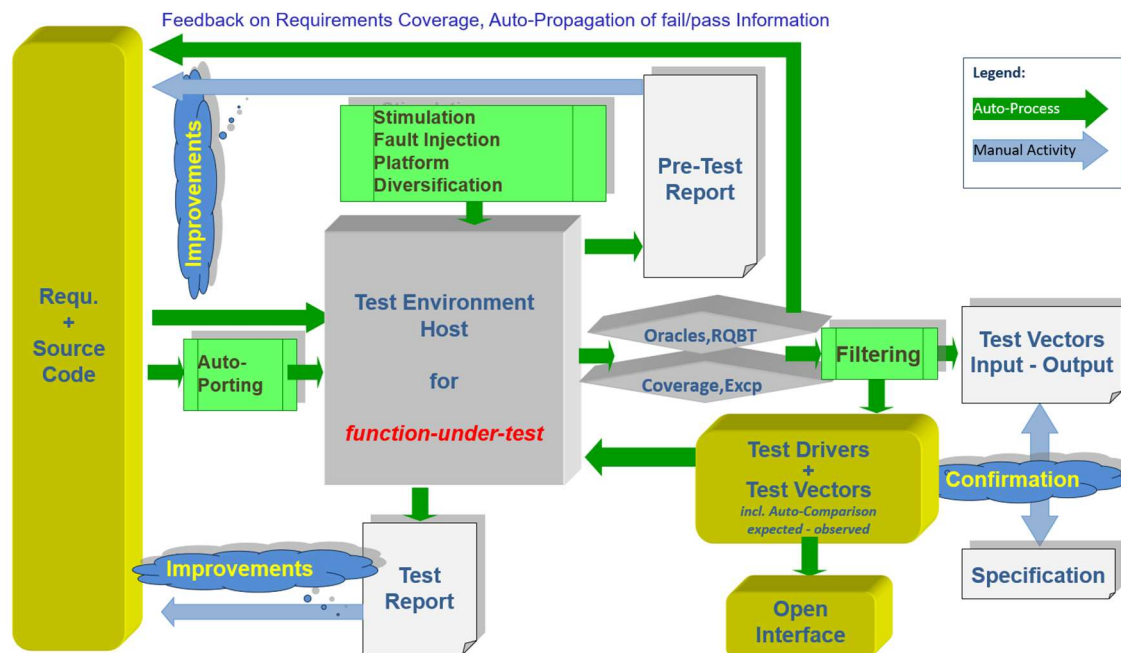 Feedback on Requirements Coverage, Auto-Propagation of fail/pass Information
Legend:
Auto-Process
Manual Activity
Stimulation
Fault Injection
Platform
Diversification
Pre-Test
Report
Improvements
Requ.
+
Source
Code
Auto-
Porting
Test Environment
Host
for
function-under-test
Oracles,RQBT
Coverage,Excp
Filtering
Test Vectors
Input - Output
Test Drivers
+
Test Vectors
incl. Auto-Comparison
expected - observed
Confirmation
Specification
Open
Interface
Improvements
Test
Report